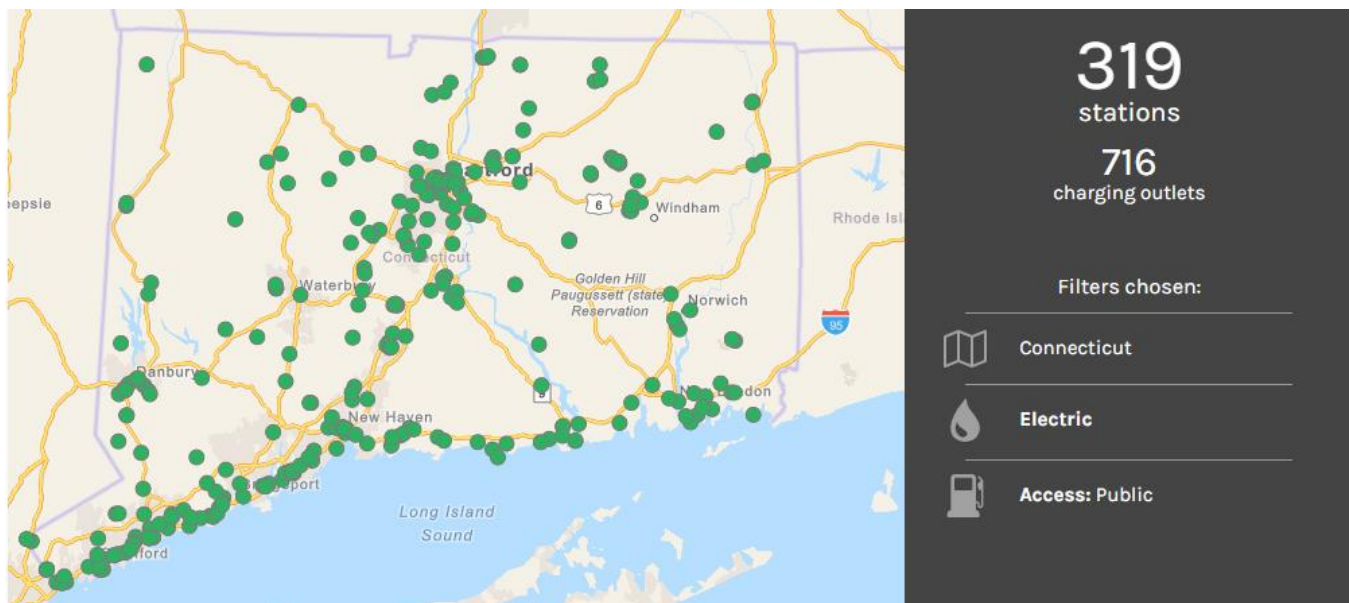 319
stations
716
charging outlets
Filters chosen:
Connecticut
Electric
Access: Public
epsie
Hartford
6
Windham
Rhode Isl
Connecticut
Waterbury
Golden Hill
Paugussett (state
Reservation
Norwich
95
Danbury
9
New London
New Haven
Bridgeport
Long Island
Sound
Stamford